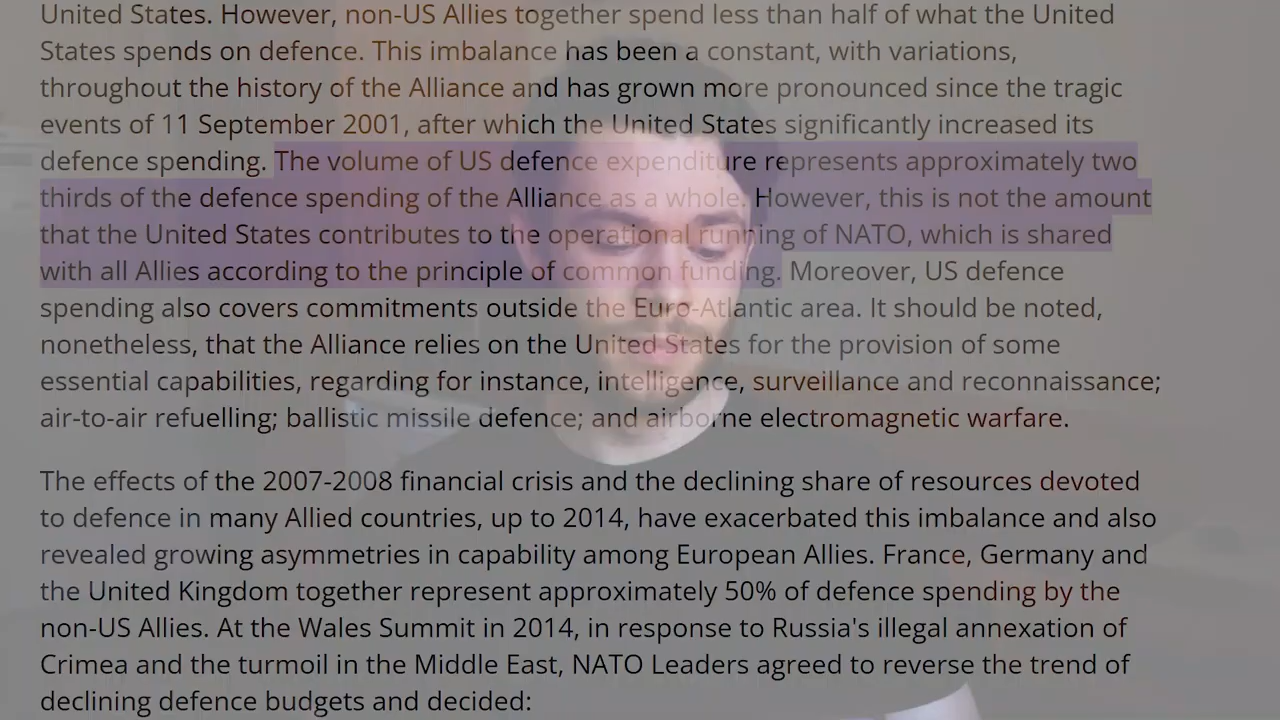 United States. However, non-US Allies together spend less than half of what the United
States spends on defence. This imbalance has been a constant, with variations,
throughout the history of the Alliance and has grown more pronounced since the tragic
events of 11 September 2001, after which the United States significantly increased its
defence spending. The volume of US defence expenditure represents approximately two
thirds of the defence spending of the Alliance as a whole. However, this is not the amount
that the United States contributes to the operational running of NATO, which is shared
with all Allies according to the principle of common funding. Moreover, US defence
spending also covers commitments outside the Euro-Atlantic area. It should be noted,
nonetheless, that the Alliance relies on the United States for the provision of some
essential capabilities, regarding for instance, intelligence, surveillance and reconnaissance;
air-to-air refuelling; ballistic missile defence; and airborne electromagnetic warfare.
The effects of the 2007-2008 financial crisis and the declining share of resources devoted
to defence in many Allied countries, up to 2014, have exacerbated this imbalance and also
revealed growing asymmetries in capability among European Allies. France, Germany and
the United Kingdom together represent approximately 50% of defence spending by the
non-US Allies. At the Wales Summit in 2014, in response to Russia's illegal annexation of
Crimea and the turmoil in the Middle East, NATO Leaders agreed to reverse the trend of
declining defence budgets and decided: